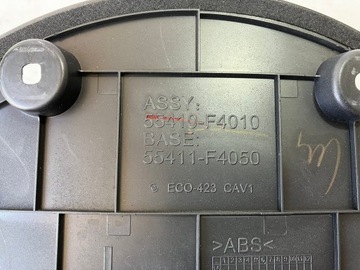 ASSY:
55410-F4010
BASE:
55411-F4050
ECO-423 CAV1
>ABS<